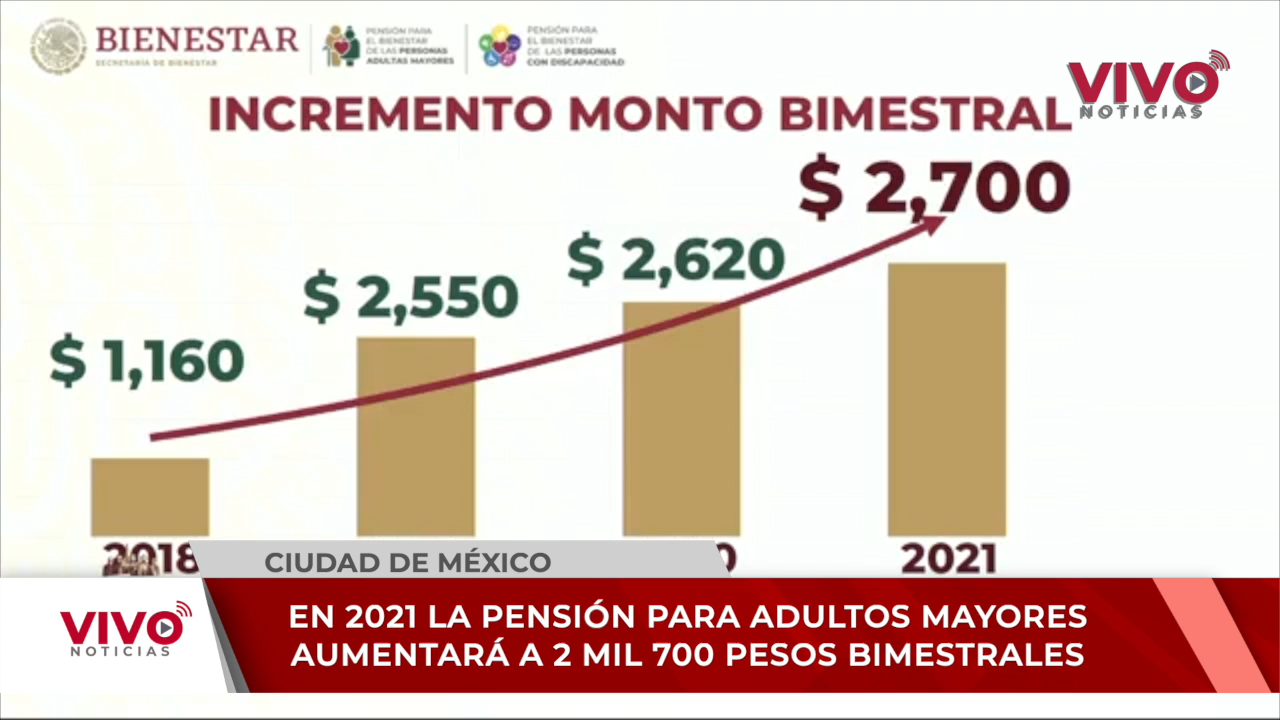 BIENESTAR
SECRETARÍA DE BIENESTAR
PENSIÓN PARA
EL BIENESTAR
DE LAS PERSONAS
ADULTAS MAYORES
PENSIÓN PARA
EL BIENESTAR
DE LAS PERSONAS
CON DISCAPACIDAD
VIVO
NOTICIAS
INCREMENTO MONTO BIMESTRAL
$ 2,700
$ 2,620
$ 2,550
$ 1,160
2018
2021
CIUDAD DE MÉXICO
VIVO
NOTICIAS
EN 2021 LA PENSIÓN PARA ADULTOS MAYORES
AUMENTARÁ A 2 MIL 700 PESOS BIMESTRALES